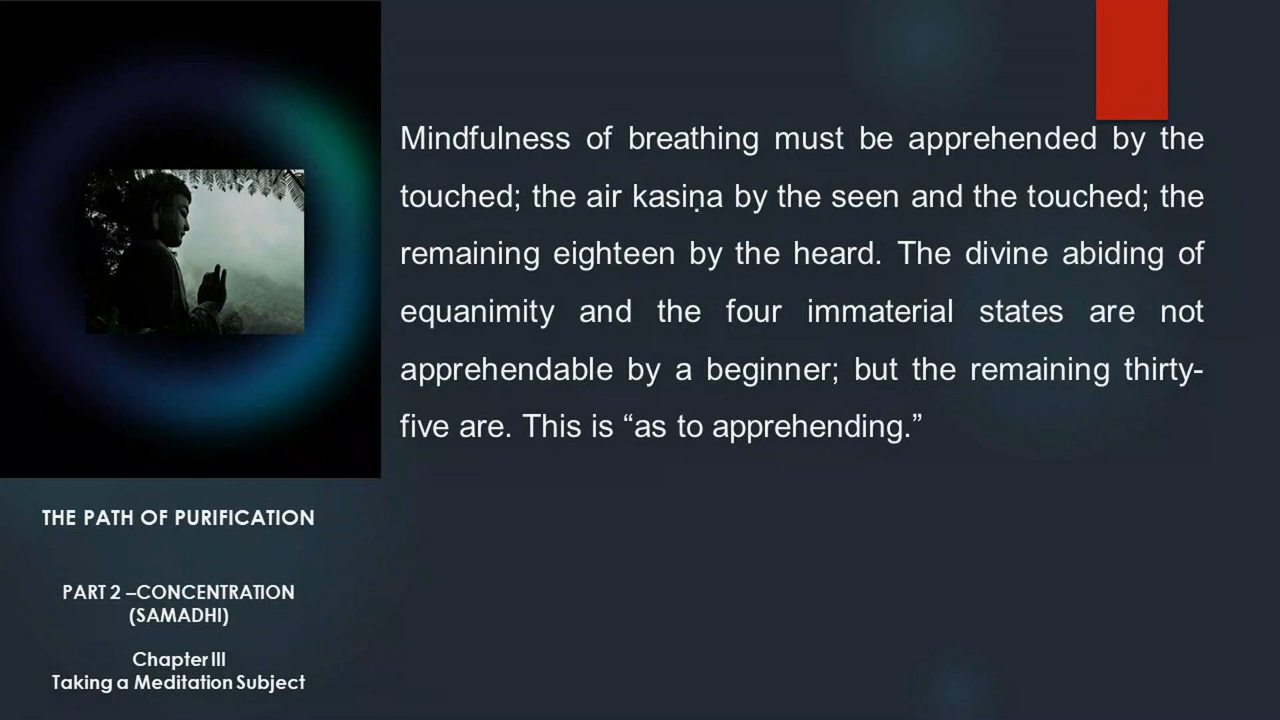 Mindfulness of breathing must be apprehended by the
touched; the air kasiṇa by the seen and the touched; the
remaining eighteen by the heard. The divine abiding of
equanimity and the four immaterial states are not
apprehendable by a beginner; but the remaining thirty-
five are. This is “as to apprehending.”
THE PATH OF PURIFICATION
PART 2 –CONCENTRATION
(SAMADHI)
Chapter III
Taking a Meditation Subject